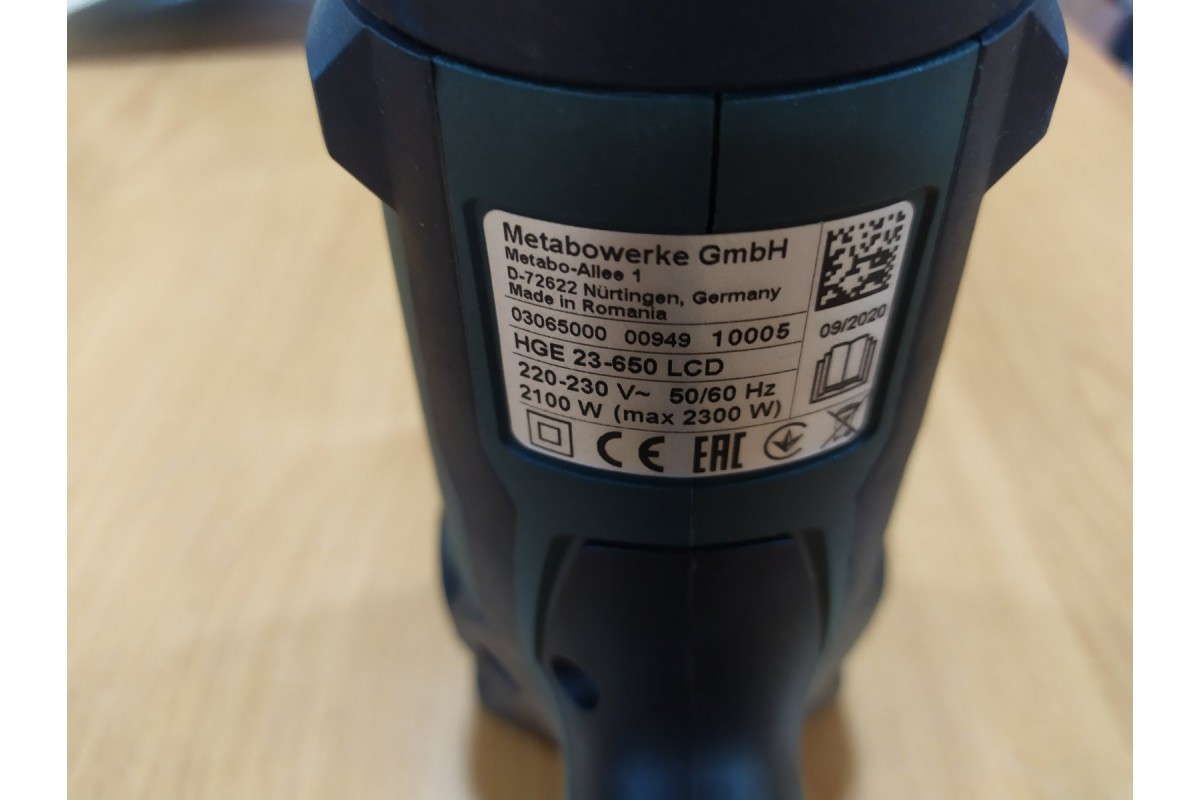 Metabowerke GmbH
Metabo-Allee 1
D-72622 Nürtingen, Germany
Made in Romania
03065000 00949 10005
09/2020
HGE 23-650 LCD
220-230 V~ 50/60 Hz
2100 W (max 2300 W)
CE EAC